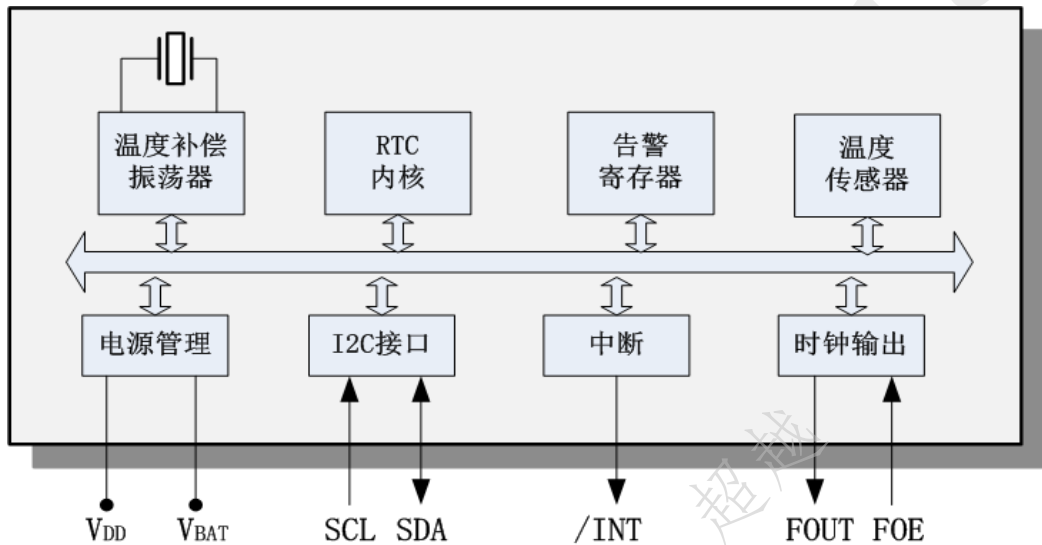 温度补偿
振荡器
RTC
内核
告警
寄存器
温度
传感器
电源管理
I2C接口
中断
时钟输出
VDD
VBAT
SCL
SDA
/INT
FOUT
FOE
超越